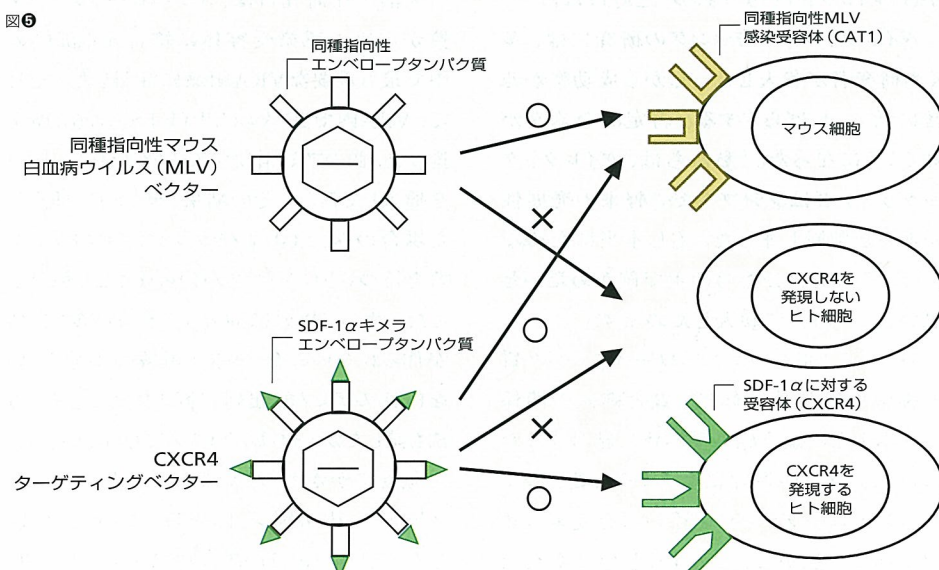 図❺
同種指向性
エンベロープタンパク質
同種指向性マウス
白血病ウイルス(MLV)
ベクター
同種指向性MLV
感染受容体(CAT1)
マウス細胞
○
×
CXCR4を
発現しない
ヒト細胞
SDF-1αキメラ
エンベロープタンパク質
○
SDF-1αに対する
受容体(CXCR4)
CXCR4
ターゲティングベクター
×
○
CXCR4を
発現する
ヒト細胞